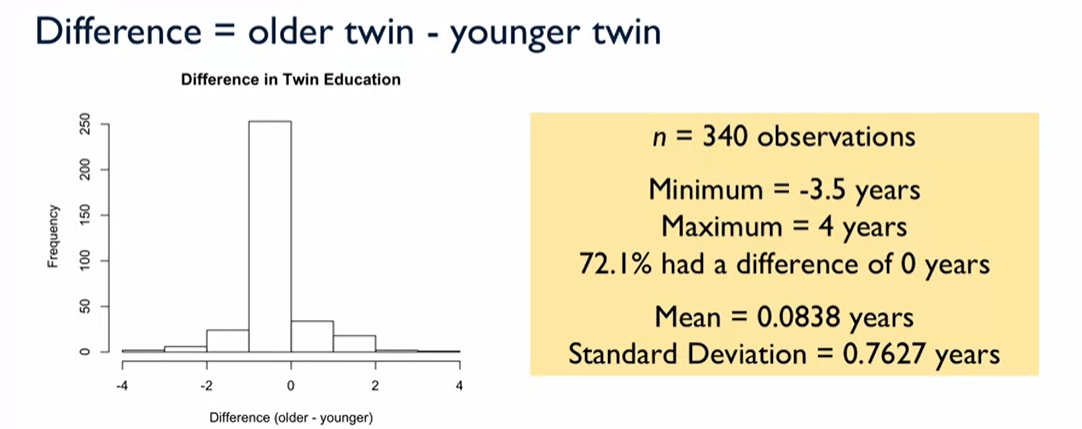 Difference = older twin - younger twin
Difference in Twin Education
250
200
150
100
50
0
Frequency
-4
-2
0
2
4
Difference (older - younger)
n = 340 observations
Minimum = -3.5 years
Maximum = 4 years
72.1% had a difference of 0 years
Mean = 0.0838 years
Standard Deviation = 0.7627 years